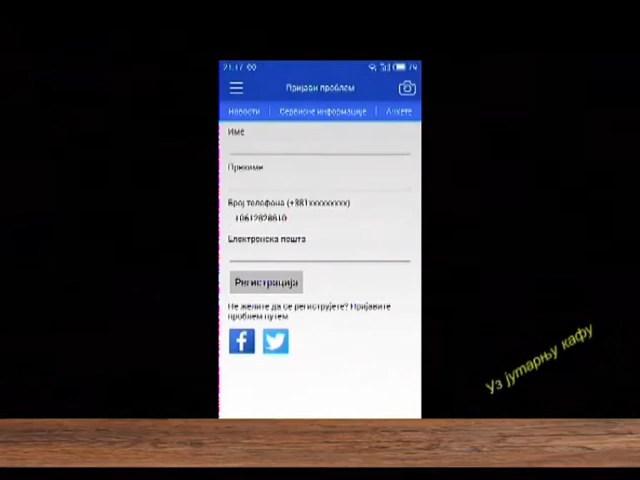 Пријави проблем
Новости | Сервисне информације | Анкете
Име
Презиме
Број телефона (+381xxxxxxxxx)
Електронска пошта
Регистрација
Не желите да се региструјете? Пријавите
проблем путем
Уз јутарњу кафу